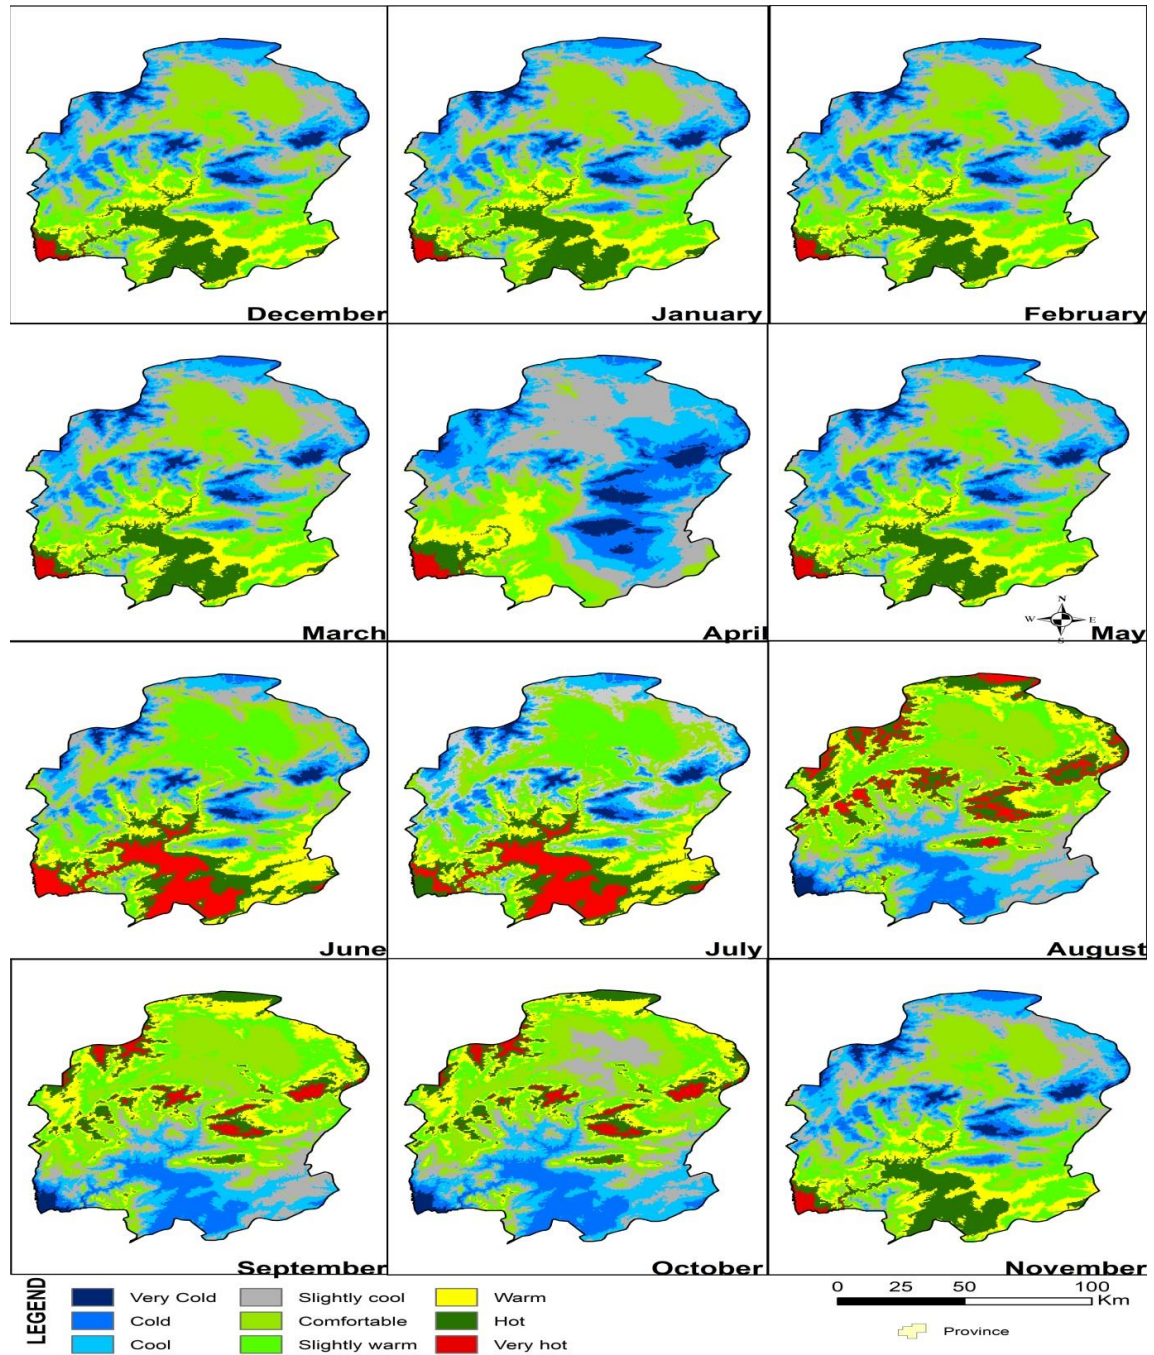 December
January
February
March
April
May
N
W
E
S
June
July
August
September
October
November
LEGEND
Very Cold
Slightly cool
Warm
Cold
Comfortable
Hot
Cool
Slightly warm
Very hot
0 25 50 100
Km
Province